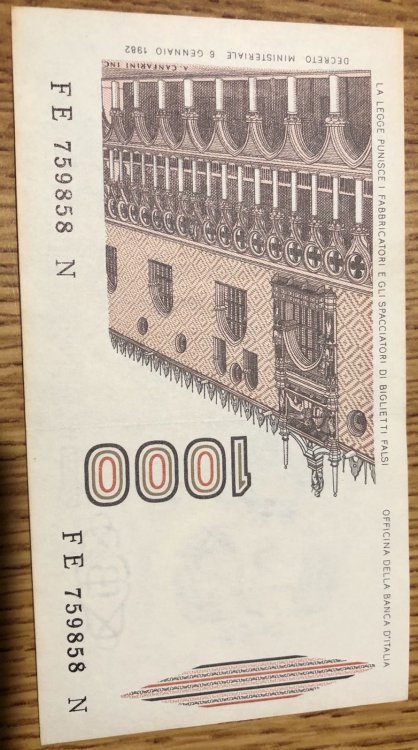 DECRETO MINISTERIALE 6 GENNAIO 1982
A. CANFARINI INC.
LA LEGGE PUNISCE I FABBRICATORI E GLI SPACCIATORI DI BIGLIETTI FALSI
OFFICINA DELLA BANCA D'ITALIA
FE 759858 N
1000
FE 759858 N